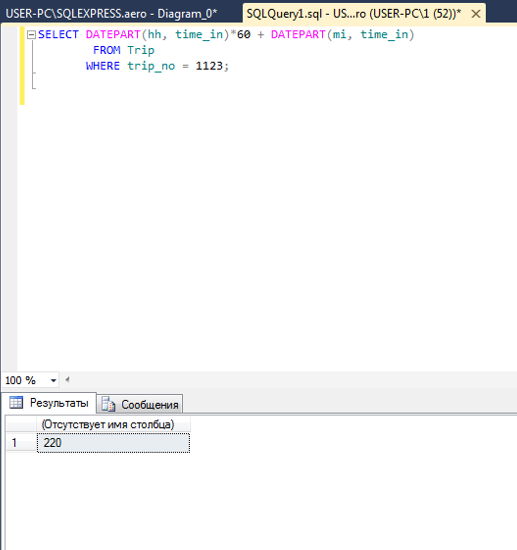 USER-PC\SQLEXPRESS.aero - Diagram_0* SQLQuery1.sql - US...ro (USER-PC\1 (52))*
SELECT DATEPART(hh, time_in)*60 + DATEPART(mi, time_in)
FROM Trip
WHERE trip_no = 1123;
100 %
Результаты Сообщения
(Отсутствует имя столбца)
1 220